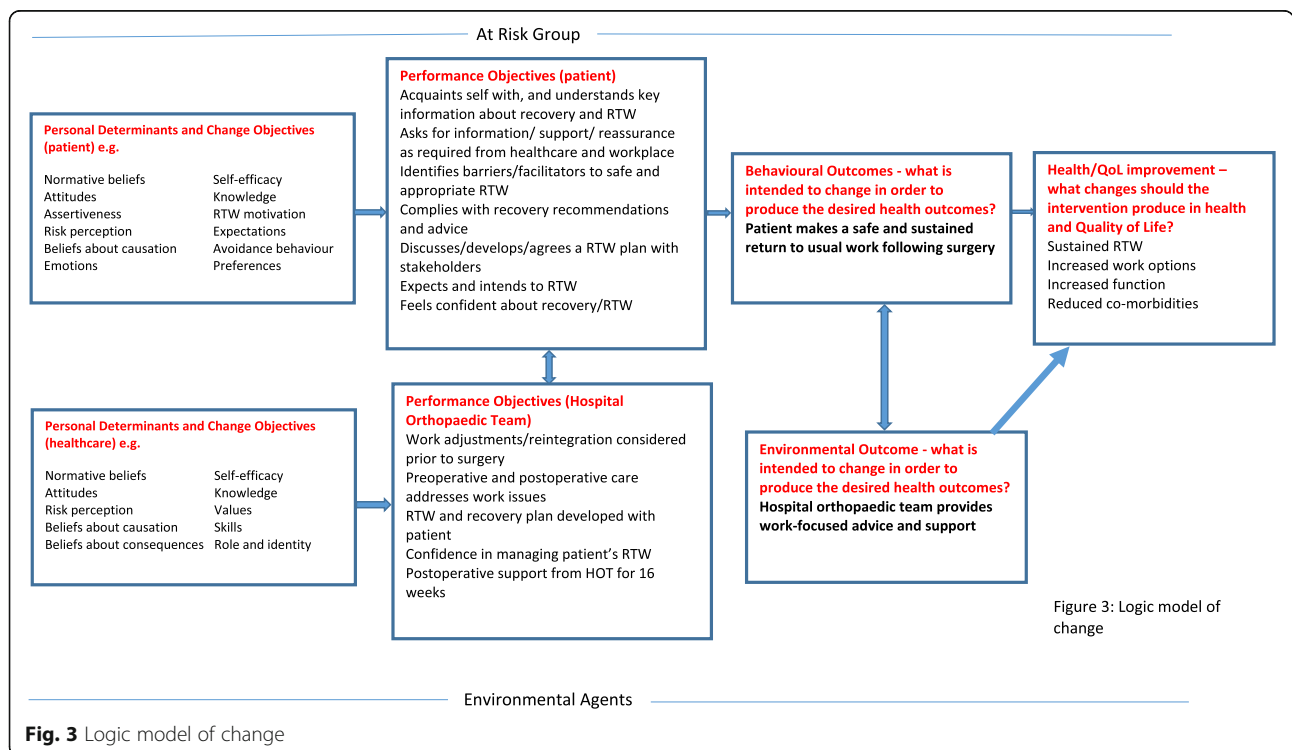 At Risk Group
Personal Determinants and Change Objectives
(patient) e.g.
Normative beliefs Self-efficacy
Attitudes Knowledge
Assertiveness RTW motivation
Risk perception Expectations
Beliefs about causation Avoidance behaviour
Emotions Preferences
Performance Objectives (patient)
Acquaints self with, and understands key
information about recovery and RTW
Asks for information/ support/ reassurance
as required from healthcare and workplace
Identifies barriers/facilitators to safe and
appropriate RTW
Complies with recovery recommendations
and advice
Discusses/develops/agrees a RTW plan with
stakeholders
Expects and intends to RTW
Feels confident about recovery/RTW
Behavioural Outcomes - what is
intended to change in order to
produce the desired health outcomes?
Patient makes a safe and sustained
return to usual work following surgery
Health/QoL improvement –
what changes should the
intervention produce in health
and Quality of Life?
Sustained RTW
Increased work options
Increased function
Reduced co-morbidities
Personal Determinants and Change Objectives
(healthcare) e.g.
Normative beliefs Self-efficacy
Attitudes Knowledge
Risk perception Values
Beliefs about causation Skills
Beliefs about consequences Role and identity
Performance Objectives (Hospital
Orthopaedic Team)
Work adjustments/reintegration considered
prior to surgery
Preoperative and postoperative care
addresses work issues
RTW and recovery plan developed with
patient
Confidence in managing patient's RTW
Postoperative support from HOT for 16
weeks
Environmental Outcome - what is
intended to change in order to
produce the desired health outcomes?
Hospital orthopaedic team provides
work-focused advice and support
Figure 3: Logic model of
change
Environmental Agents
Fig. 3 Logic model of change